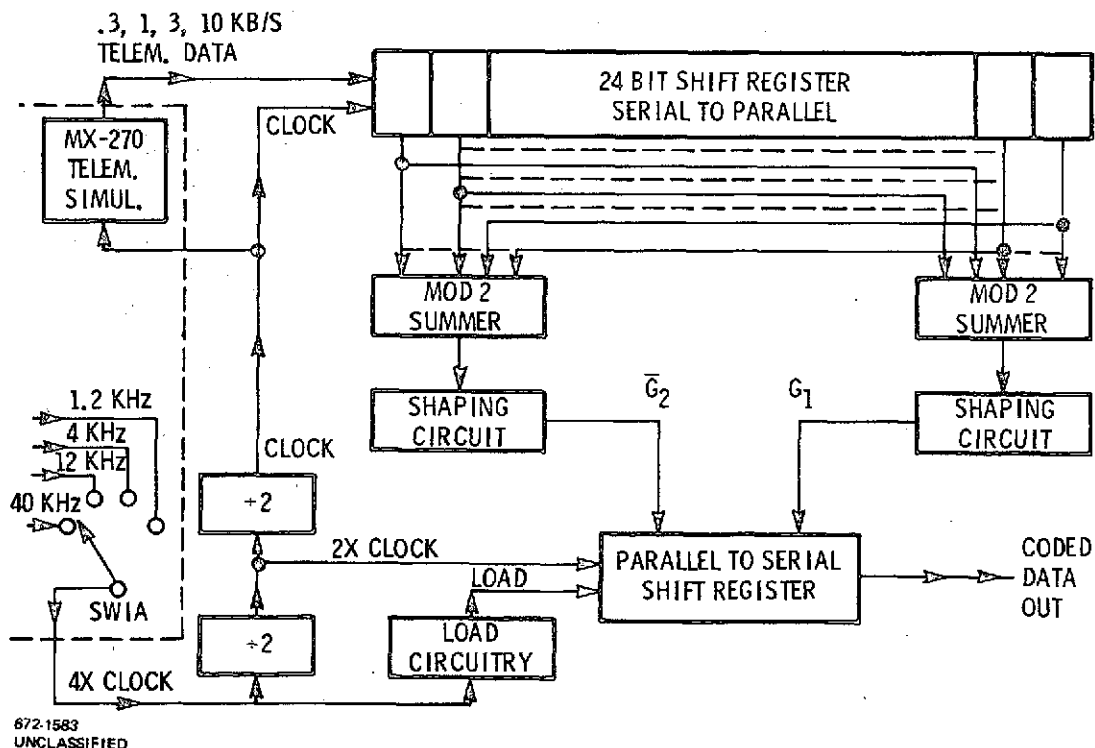 .3, 1, 3, 10 KB/S
TELEM. DATA
24 BIT SHIFT REGISTER
SERIAL TO PARALLEL
CLOCK
MX-270
TELEM.
SIMUL.
MOD 2
SUMMER
MOD 2
SUMMER
1.2 KHz
4 KHz
12 KHz
40 KHz
SHAPING
CIRCUIT
G̅2
G1
SHAPING
CIRCUIT
CLOCK
÷2
2X CLOCK
LOAD
PARALLEL TO SERIAL
SHIFT REGISTER
CODED
DATA
OUT
SW1A
÷2
LOAD
CIRCUITRY
4X CLOCK
672-1583
UNCLASSIFIED